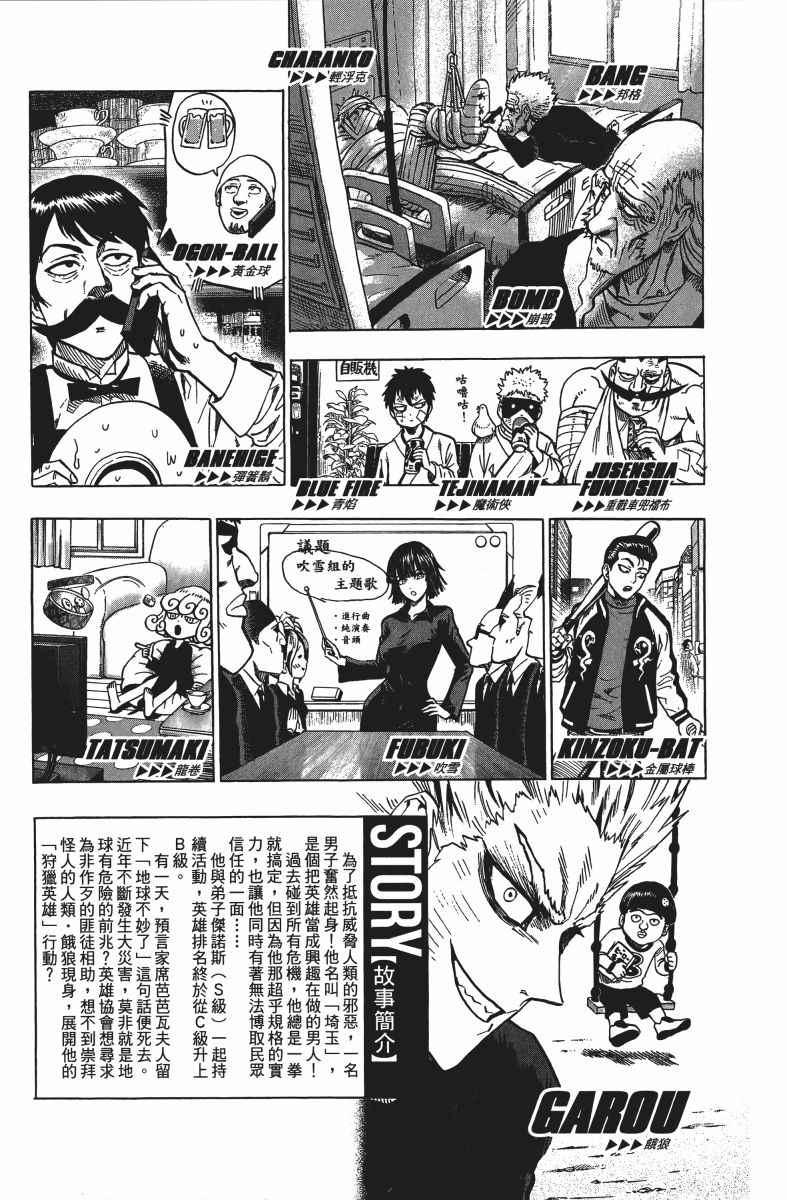 CHARANKO
▶▶▶輕浮克
BANG
▶▶▶邦格
BOMB
▶▶▶崩普
OGON-BALL
▶▶▶黃金球
BANEHIGE
▶▶▶彈簧鬍
自販機
咕嚕咕！
BLUE FIRE
▶▶▶青焰
TEJINAMAN
▶▶▶魔術俠
JUSENSHA
FUNDOSHI
▶▶▶重戰車兜襠布
TATSUMAKI
▶▶▶龍卷
議題
吹雪組的
主題歌
・進行曲
・純演奏
・音頭
FUBUKI
▶▶▶吹雪
KINZOKU-BAT
▶▶▶金屬球棒
STORY【故事簡介】
為了抵抗威脅人類的邪惡，一名
男子奮然起身！他名叫「埼玉」，
是個把英雄當成興趣在做的男人！
過去碰到所有危機，他總是一拳
就搞定，但因為他那超乎規格的實
力，也讓他同時有著無法博取民眾
信任的一面……
他與弟子傑諾斯（S級）一起持
續活動，英雄排名終於從C級升上
B級。
有一天，預言家席芭芭瓦夫人留
下「地球不妙了」這句話便死去。
近年不斷發生大災害，莫非就是地
球有危險的前兆？英雄協會想尋求
為非作歹的匪徒相助，想不到崇拜
怪人的人類・餓狼現身，展開他的
「狩獵英雄」行動？
GAROU
▶▶▶餓狼